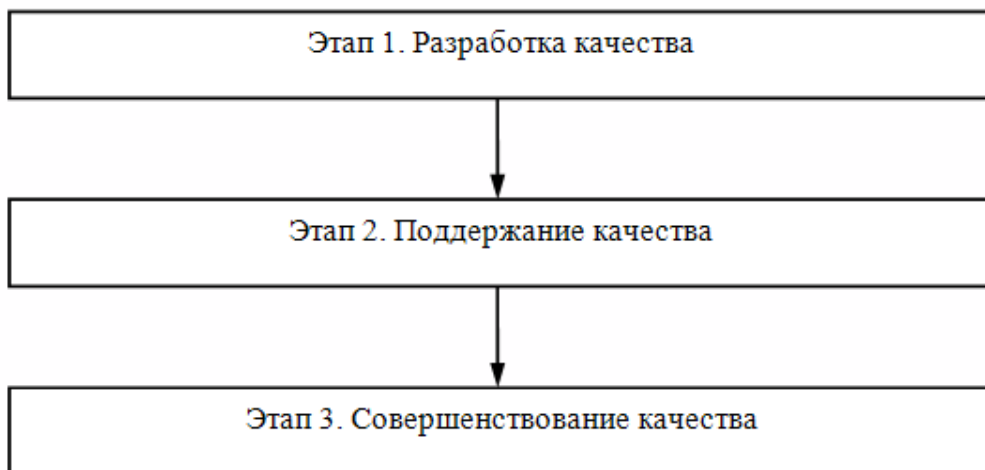 Этап 1. Разработка качества
Этап 2. Поддержание качества
Этап 3. Совершенствование качества